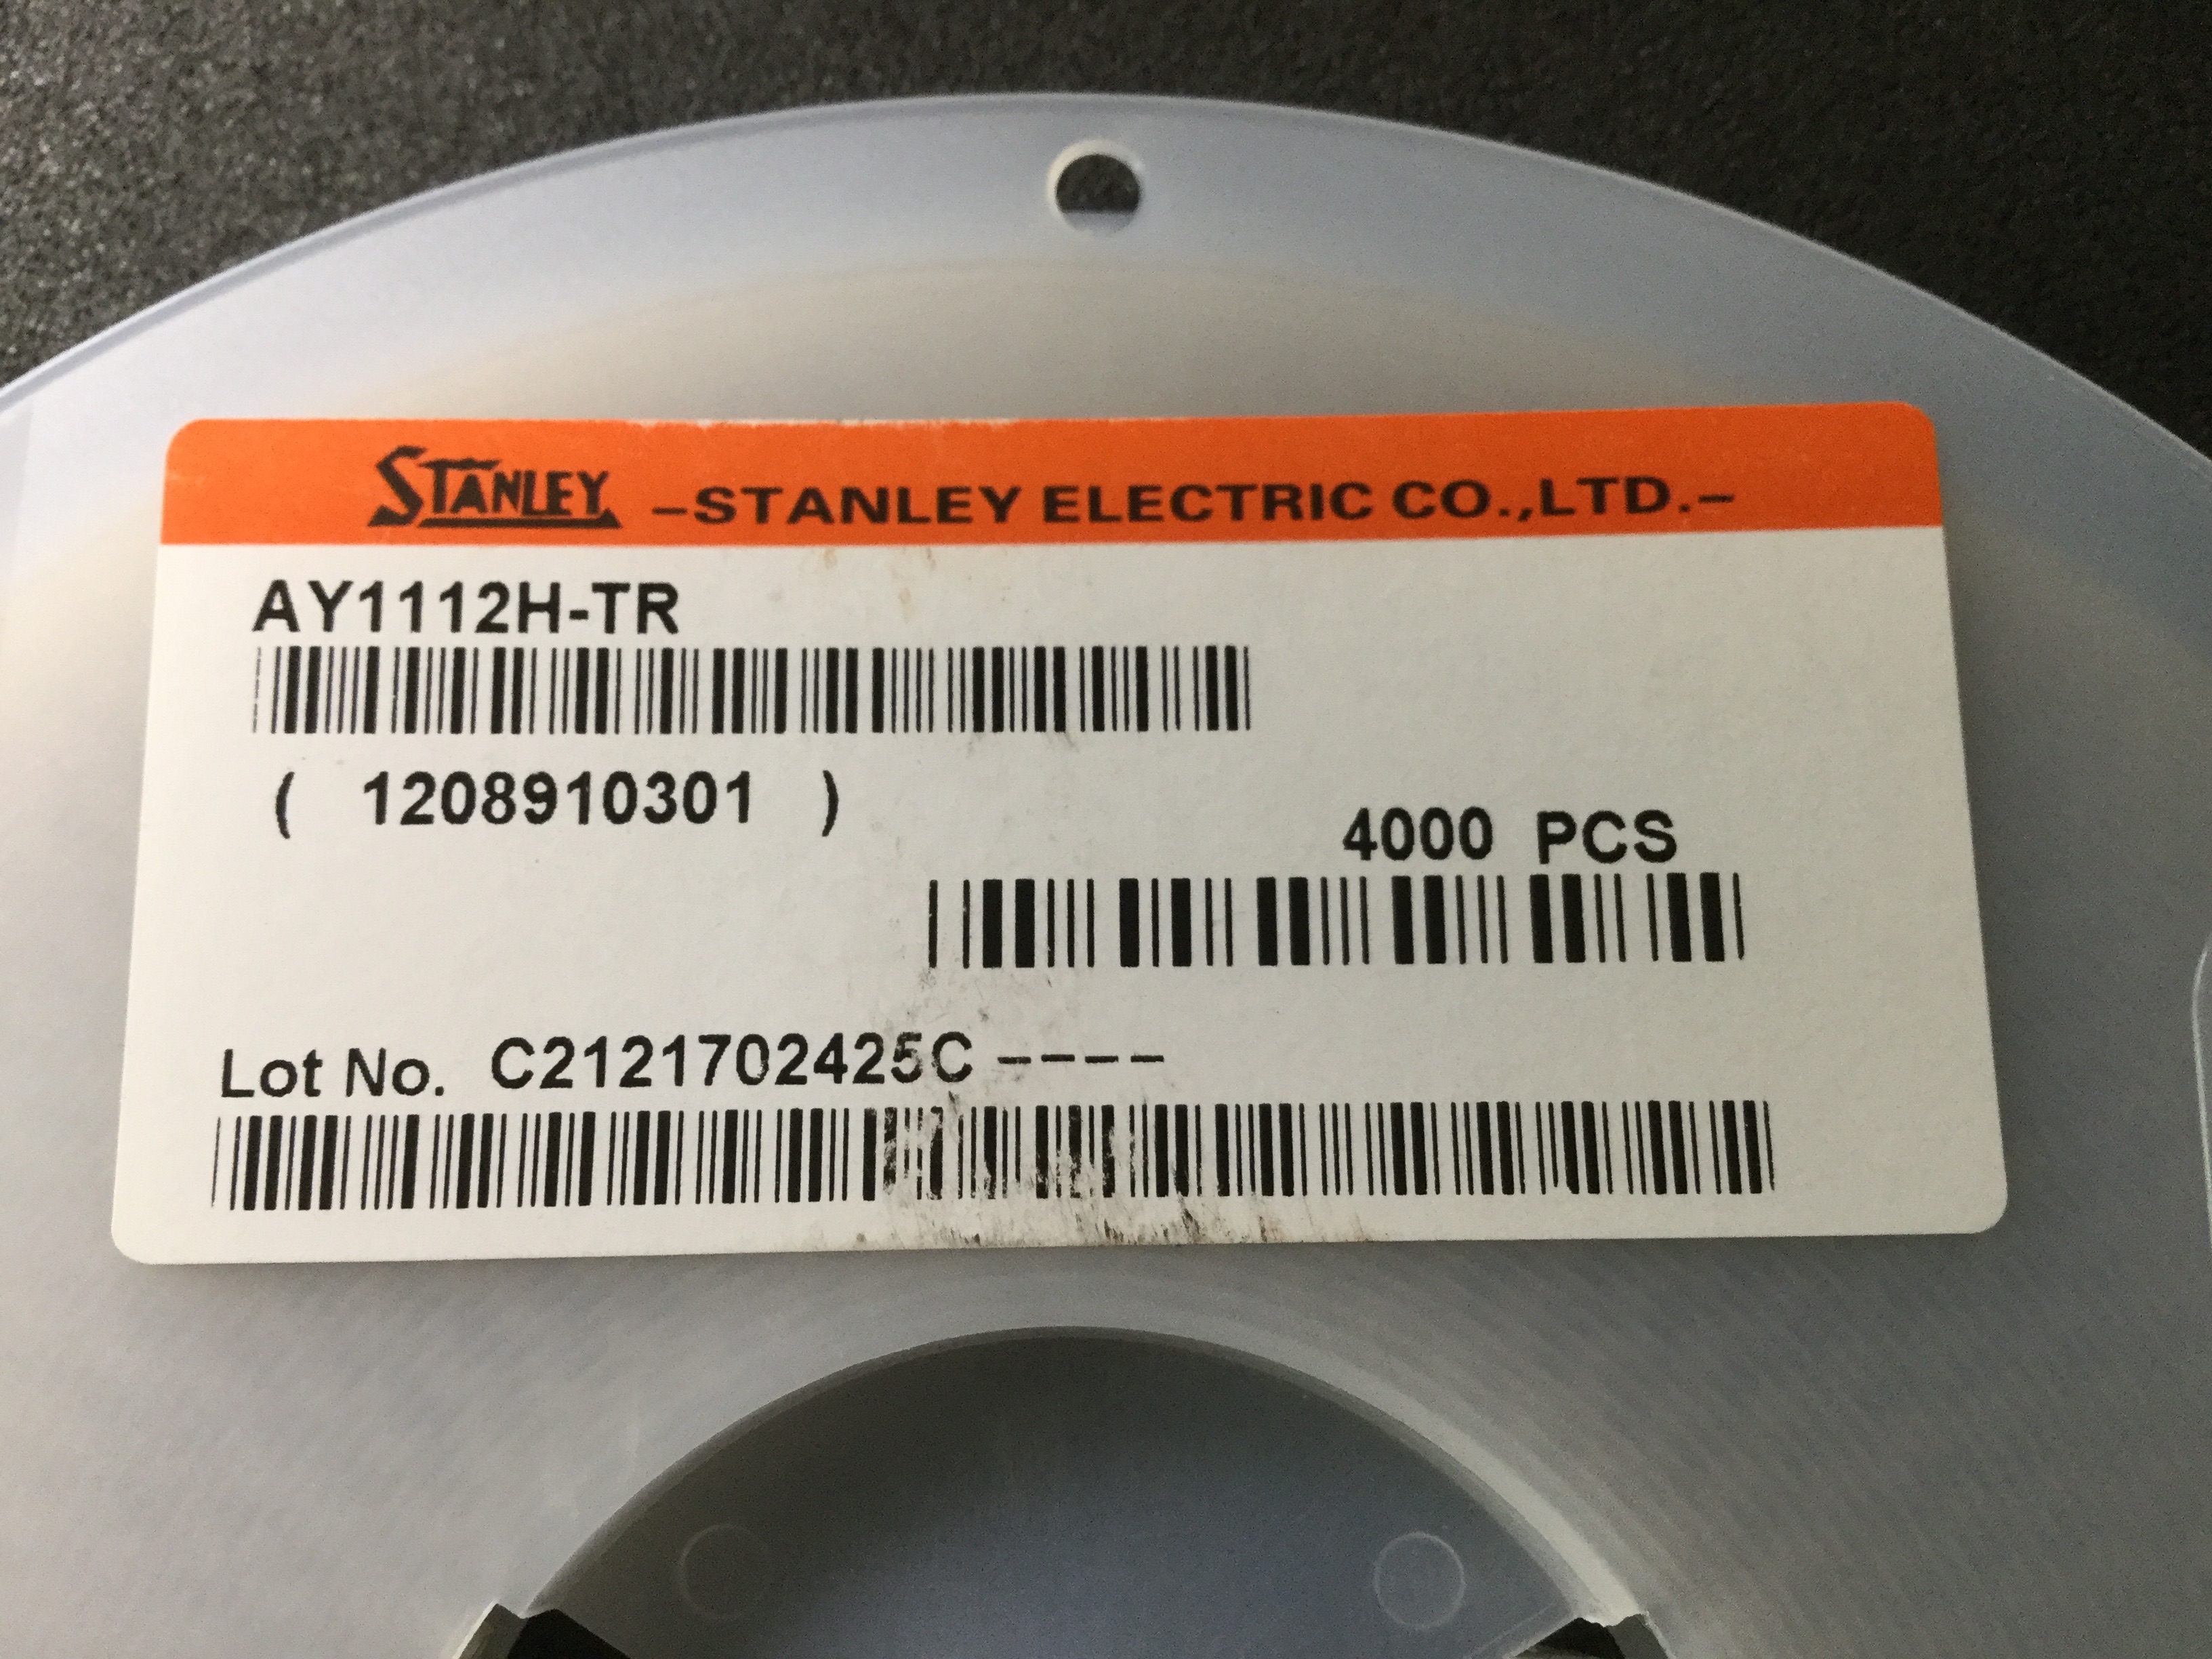 STANLEY -STANLEY ELECTRIC CO.,LTD.-
AY1112H-TR
( 1208910301 )
4000 PCS
Lot No. C2121702425C ----